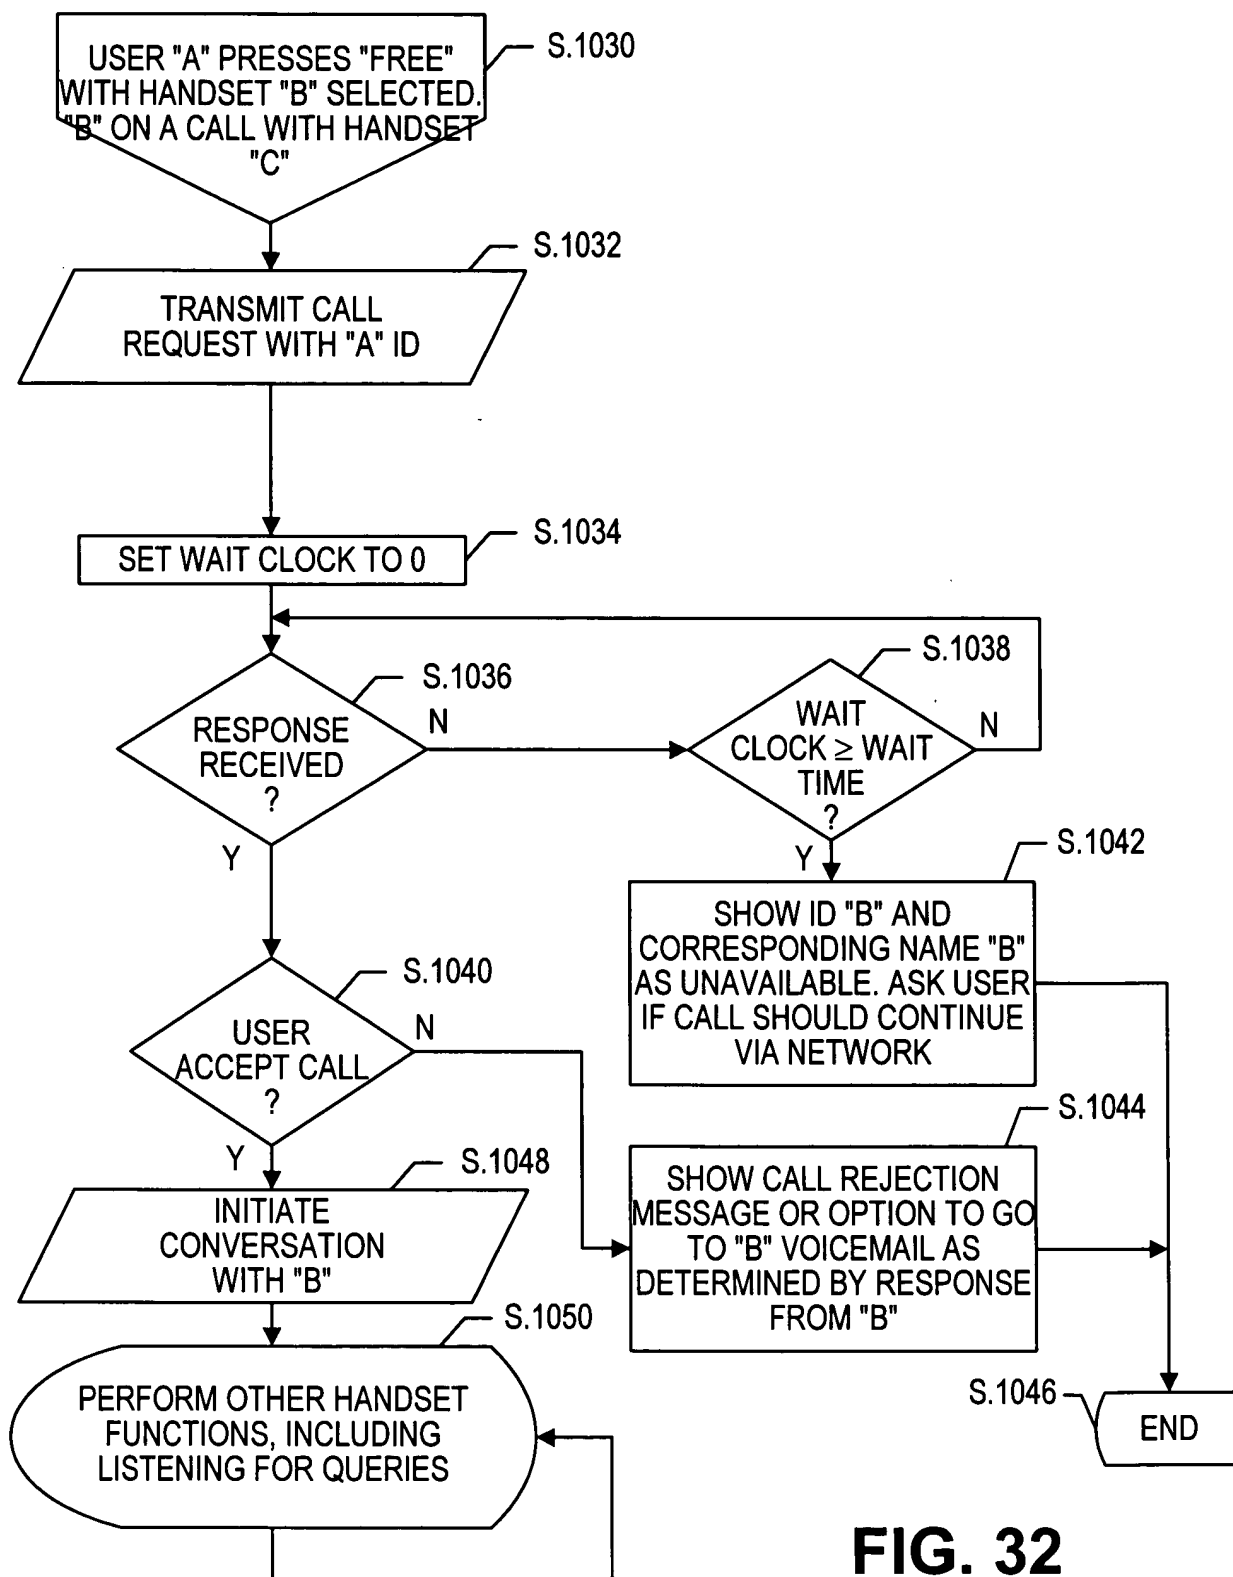 USER "A" PRESSES "FREE"
WITH HANDSET "B" SELECTED.
"B" ON A CALL WITH HANDSET
"C"
S.1030
S.1032
TRANSMIT CALL
REQUEST WITH "A" ID
S.1034
SET WAIT CLOCK TO 0
S.1036
RESPONSE
RECEIVED
?
N
Y
S.1038
WAIT
CLOCK ≥ WAIT
TIME
?
N
Y
S.1042
SHOW ID "B" AND
CORRESPONDING NAME "B"
AS UNAVAILABLE. ASK USER
IF CALL SHOULD CONTINUE
VIA NETWORK
S.1040
USER
ACCEPT CALL
?
N
Y
S.1044
SHOW CALL REJECTION
MESSAGE OR OPTION TO GO
TO "B" VOICEMAIL AS
DETERMINED BY RESPONSE
FROM "B"
S.1048
INITIATE
CONVERSATION
WITH "B"
S.1050
PERFORM OTHER HANDSET
FUNCTIONS, INCLUDING
LISTENING FOR QUERIES
S.1046
END
FIG. 32